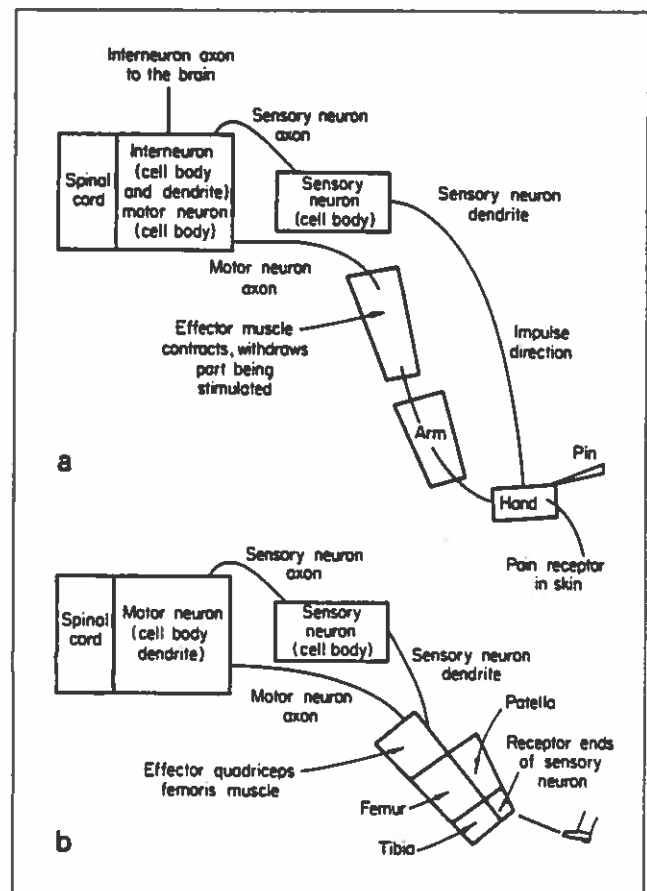 Interneuron axon
to the brain
Sensory neuron
axon
Spinal
cord
Interneuron
(cell body
and dendrite)
motor neuron
(cell body)
Sensory
neuron
(cell body)
Sensory neuron
dendrite
Motor neuron
axon
Effector muscle
contracts, withdraws
part being
stimulated
Impulse
direction
Arm
Pin
Hand
Pain receptor
in skin
a
Sensory neuron
axon
Spinal
cord
Motor neuron
(cell body
dendrite)
Sensory
neuron
(cell body)
Sensory neuron
dendrite
Motor neuron
axon
Patella
Effector quadriceps
femoris muscle
Receptor ends
of sensory
neuron
Femur
Tibia
b